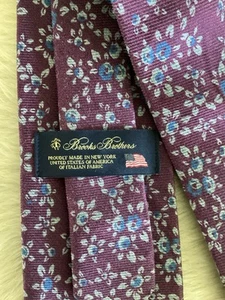 Brooks Brothers
PROUDLY MADE IN NEW YORK
UNITED STATES OF AMERICA
OF ITALIAN FABRIC